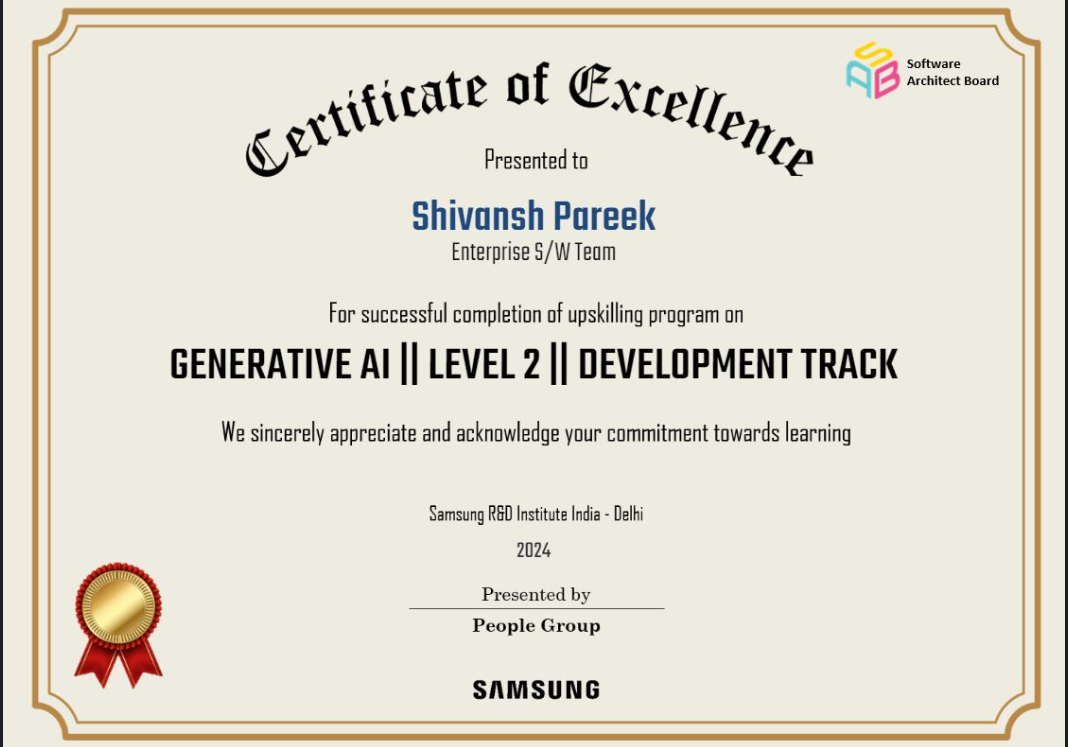 Certificate of Excellence
SAB
Software
Architect Board
Presented to
Shivansh Pareek
Enterprise S/W Team
For successful completion of upskilling program on
GENERATIVE AI || LEVEL 2 || DEVELOPMENT TRACK
We sincerely appreciate and acknowledge your commitment towards learning
Samsung R&D Institute India - Delhi
2024
Presented by
People Group
SAMSUNG